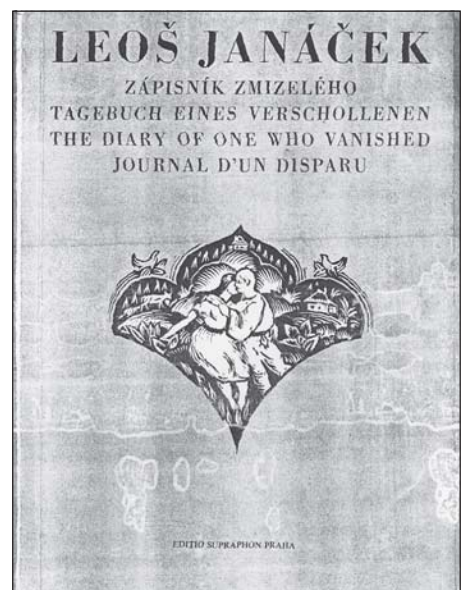 LEOŠ JANÁČEK
ZÁPISNÍK ZMIZELÉHO
TAGEBUCH EINES VERSCHOLLENEN
THE DIARY OF ONE WHO VANISHED
JOURNAL D'UN DISPARU
EDITIO SUPRAPHON PRAHA